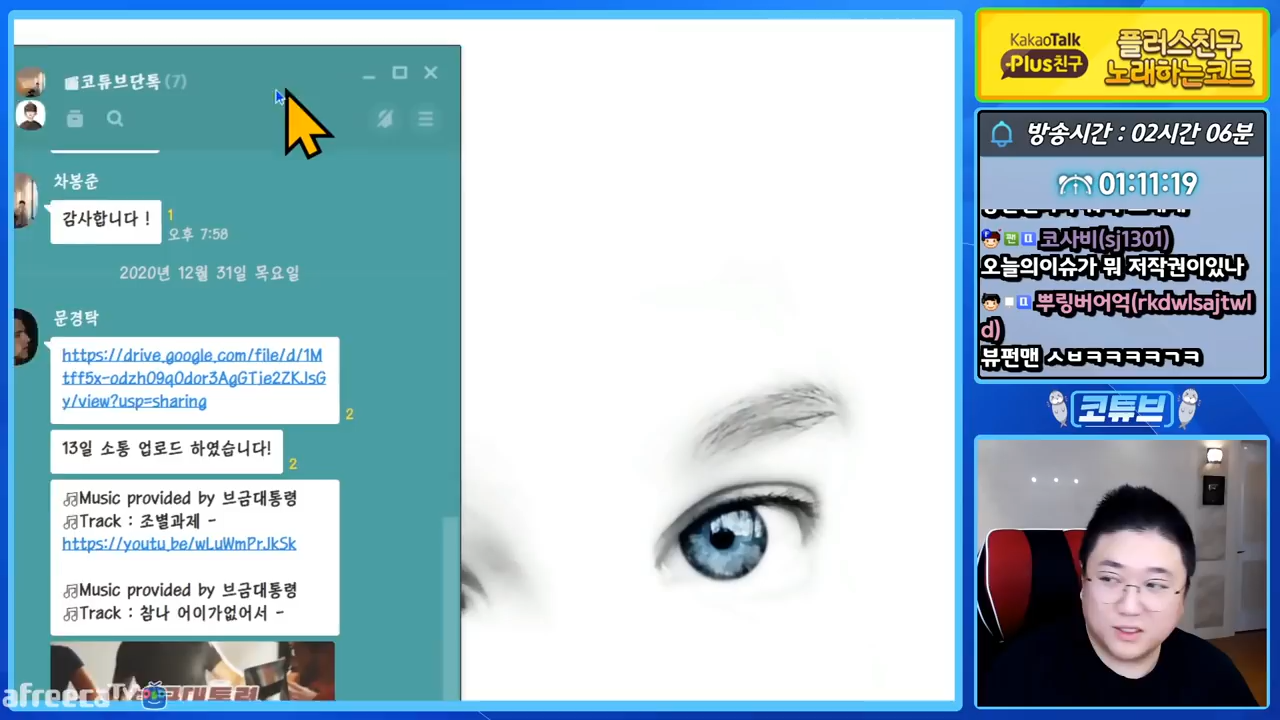 코튜브단톡 (7)
차봉준
감사합니다 !
1
오후 7:58
2020년 12월 31일 목요일
문경탁
https://drive.google.com/file/d/1M
tff5x-odzh09q0dor3AgGTie2ZKJsG
y/view?usp=sharing
2
13일 소통 업로드 하였습니다!
2
Music provided by 브금대통령
Track : 조별과제 -
https://youtu.be/wLuWmPrJkSk
Music provided by 브금대통령
Track : 참나 어이가없어서 -
afreecaTV
KakaoTalk
Plus친구
플러스친구
노래하는코트
방송시간 : 02시간 06분
01:11:19
팬
코사비(sj1301)
오늘의이슈가 뭐 저작권이있나
뿌링버어억(rkdwlsajtwl
d)
뷰펀맨 ㅅㅂㅋㅋㅋㅋㄱㅋ
코튜브